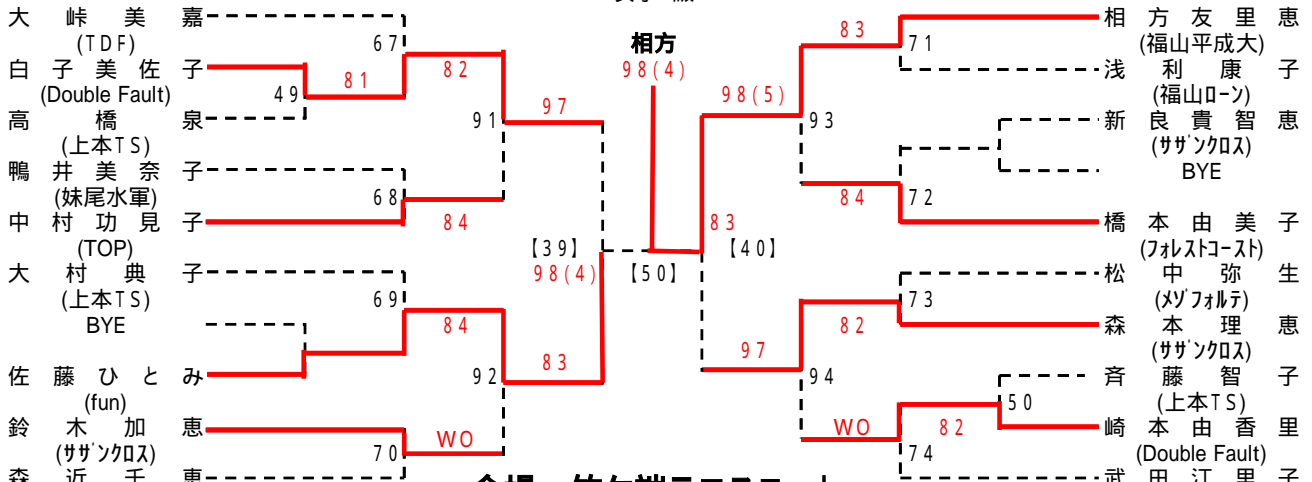 大峠美嘉
(TDF)
67
白子美佐子
(Double Fault)
81
82
49
高橋泉
(上本TS)
91
97
鴨井美奈子
(妹尾水軍)
68
中村功見子
(TOP)
84
【39】
大村典子
(上本TS)
69
98(4)
BYE
84
83
佐藤ひとみ
(fun)
92
鈴木加恵
(ササﾞンクロス)
WO
70
森近千恵
相方
98(4)
【50】
98(5)
83
【40】
83
71
相方友里恵
(福山平成大)
浅利康子
(福山ローン)
93
新良貴智恵
(ササﾞンクロス)
BYE
84
72
橋本由美子
(フォレストコースト)
松中弥生
(メゾフォルテ)
73
82
森本理恵
(ササﾞンクロス)
97
94
斉藤智子
(上本TS)
50
WO
82
崎本由香里
(Double Fault)
74
武田江里子